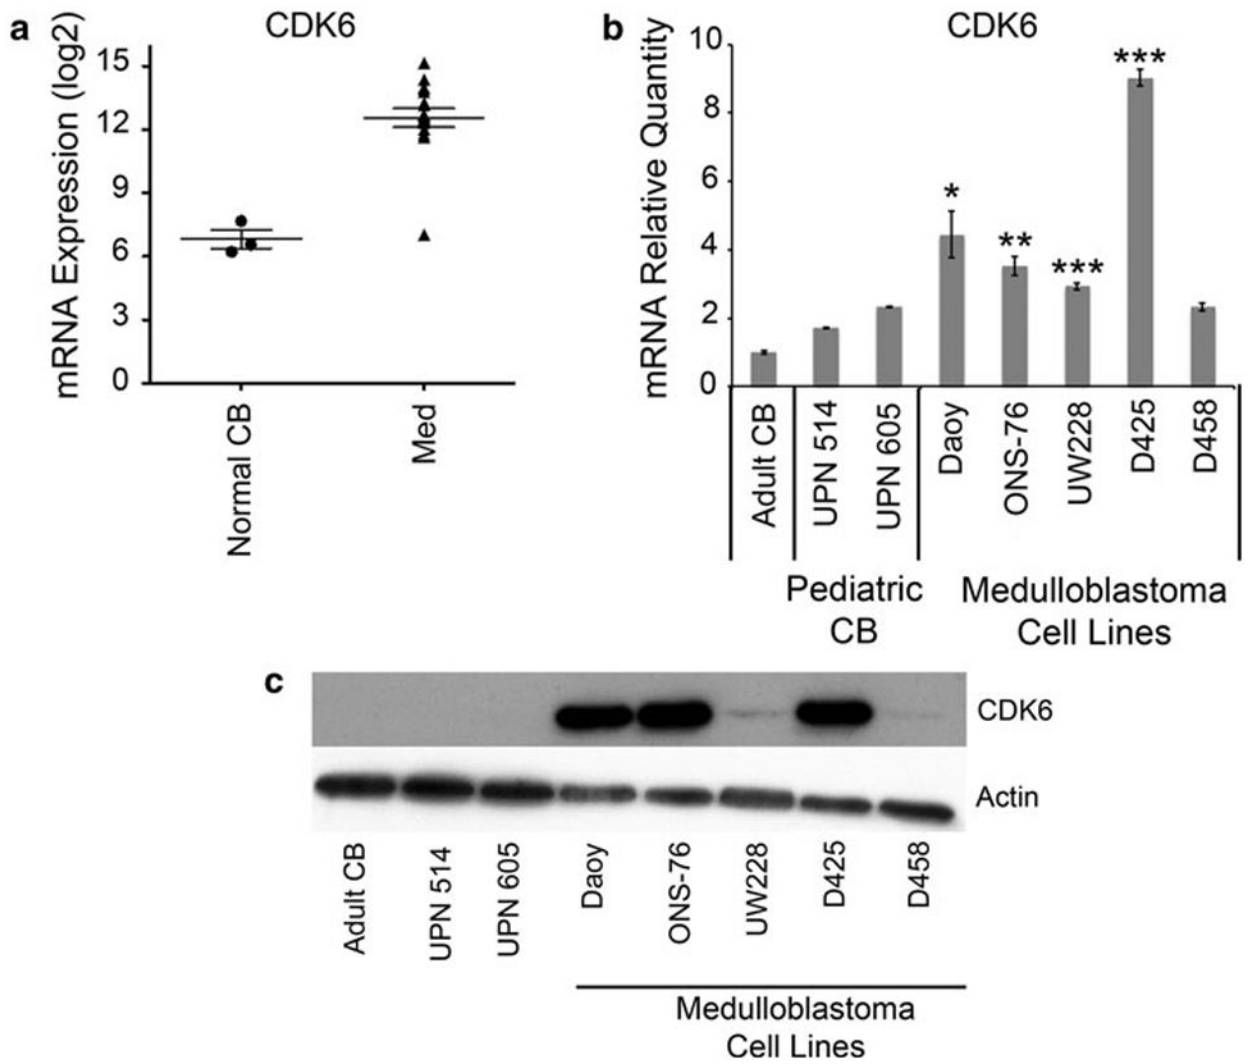 a
CDK6
mRNA Expression (log2)
15
12
9
6
3
0
Normal CB
Med
b
CDK6
mRNA Relative Quantity
10
8
6
4
2
0
*
**
***
***
Adult CB
UPN 514
UPN 605
Daoy
ONS-76
UW228
D425
D458
Pediatric
CB
Medulloblastoma
Cell Lines
c
CDK6
Actin
Adult CB
UPN 514
UPN 605
Daoy
ONS-76
UW228
D425
D458
Medulloblastoma
Cell Lines